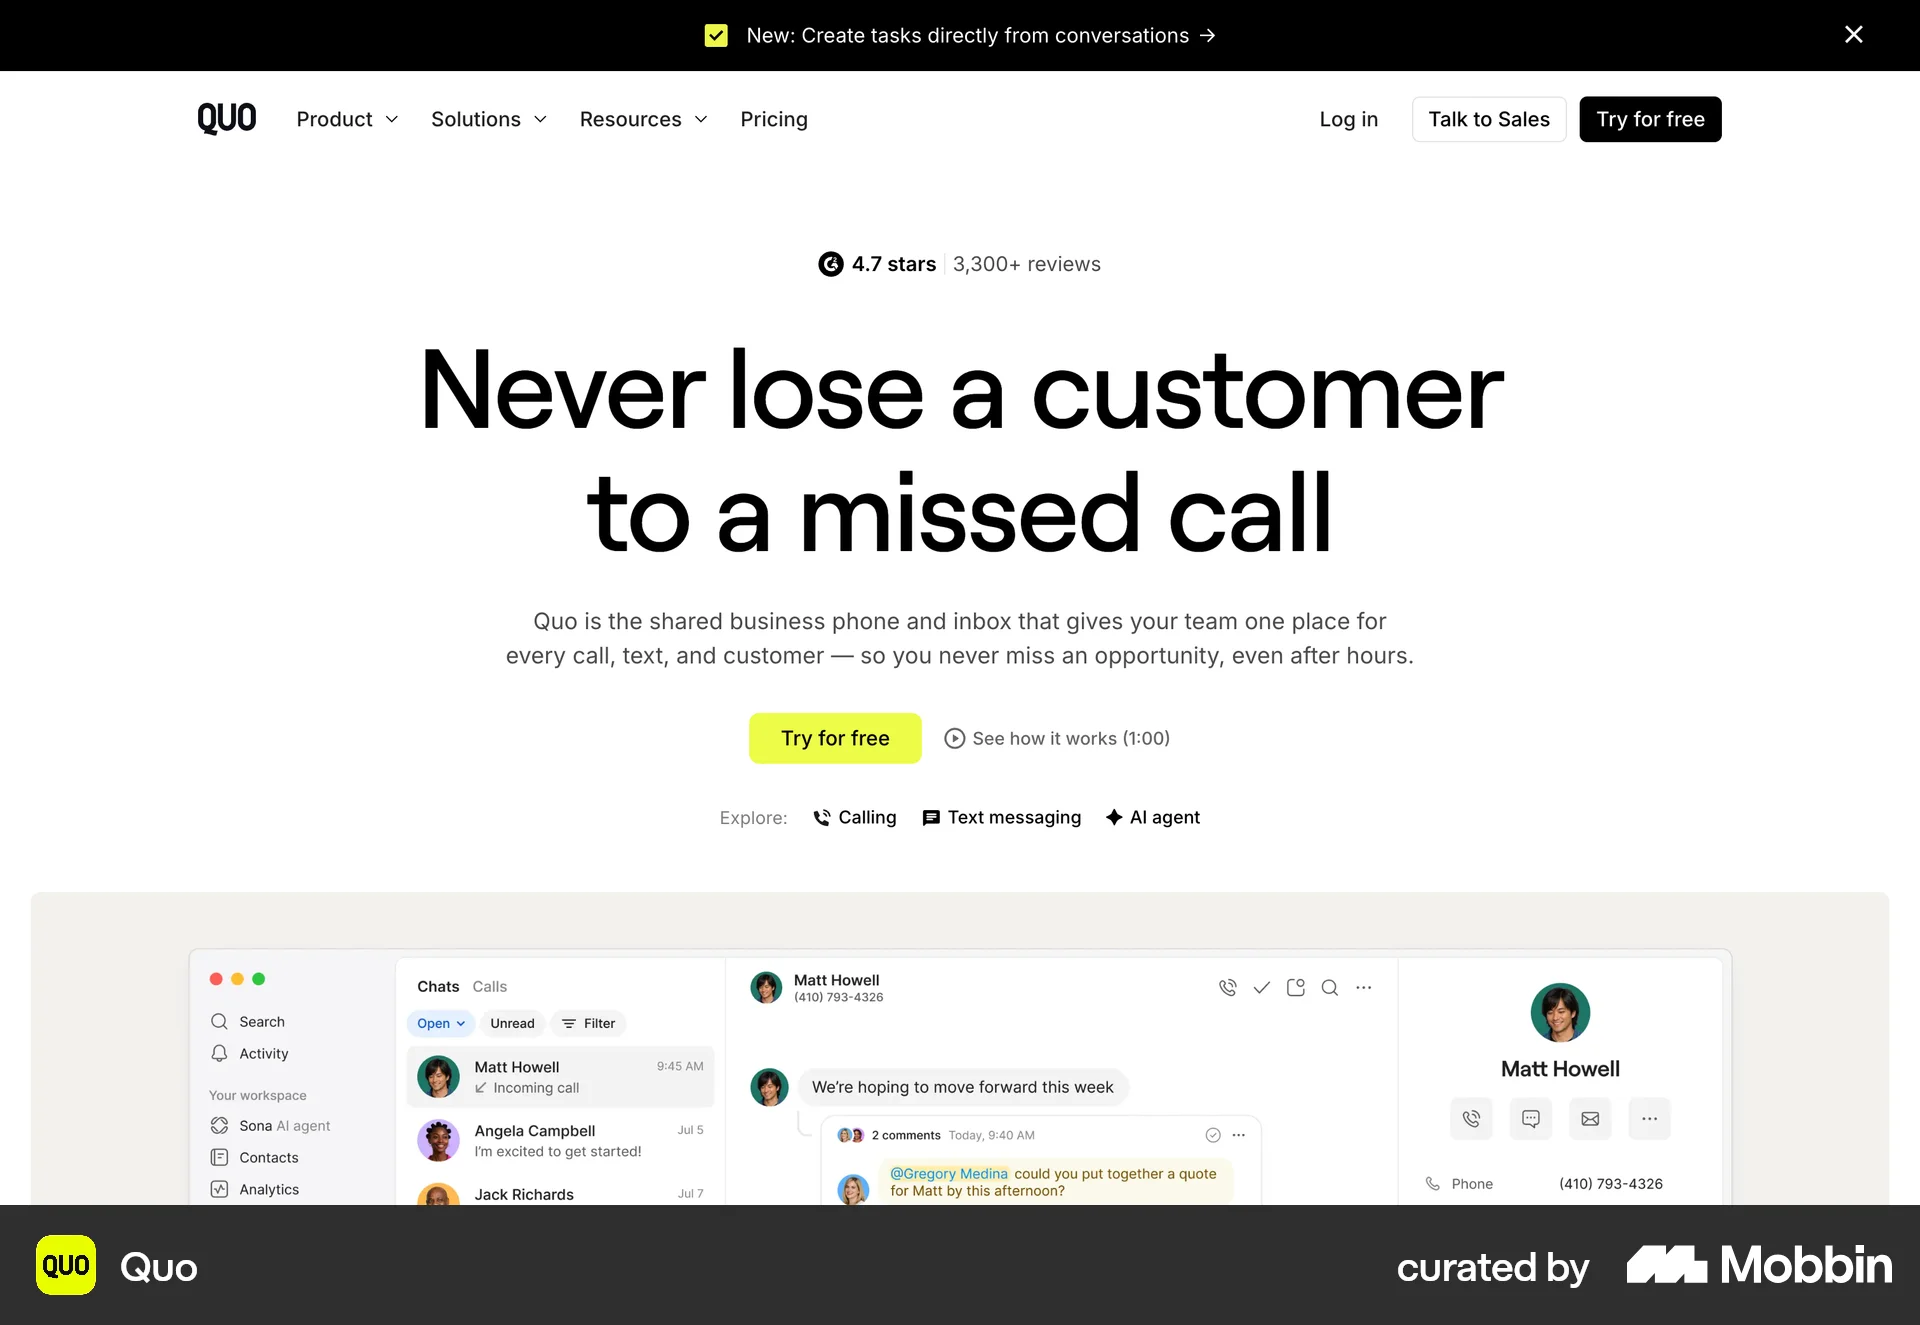 New: Create tasks directly from conversations →
QUO
Product
Solutions
Resources
Pricing
Log in
Talk to Sales
Try for free
4.7 stars
3,300+ reviews
Never lose a customer
to a missed call
Quo is the shared business phone and inbox that gives your team one place for
every call, text, and customer — so you never miss an opportunity, even after hours.
Try for free
See how it works (1:00)
Explore:
Calling
Text messaging
AI agent
Search
Activity
Your workspace
Sona AI agent
Contacts
Analytics
Chats
Calls
Open
Unread
Filter
Matt Howell
9:45 AM
Incoming call
Angela Campbell
Jul 5
I'm excited to get started!
Jack Richards
Jul 7
Matt Howell
(410) 793-4326
We're hoping to move forward this week
2 comments
Today, 9:40 AM
@Gregory Medina could you put together a quote
for Matt by this afternoon?
Matt Howell
Phone
(410) 793-4326
QUO
Quo
curated by
Mobbin